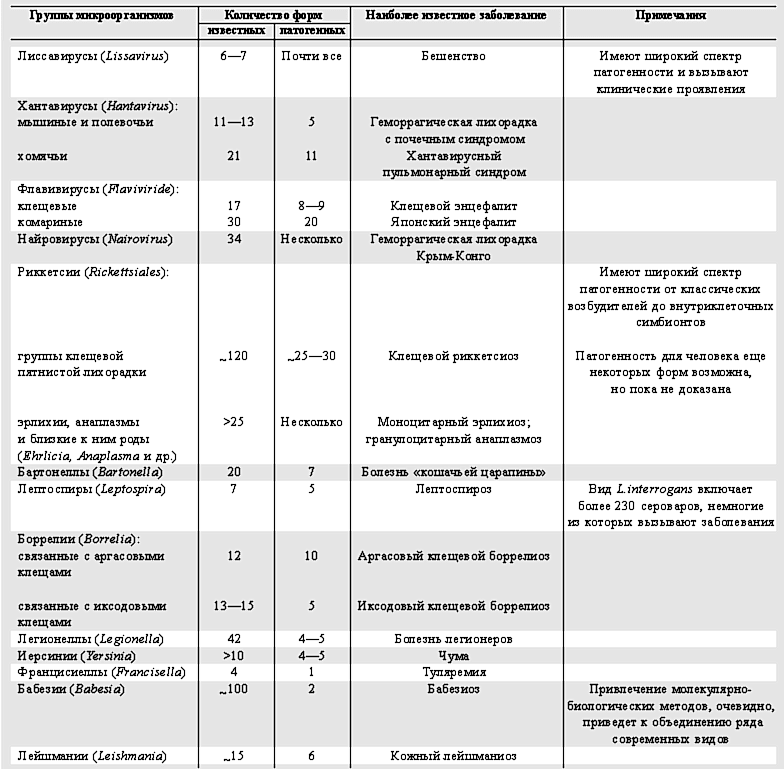 Группы микроорганизмов Количество форм Наиболее известное заболевание Примечания
известных патогенных
Лиссавирусы (Lissavirus) 6—7 Почти все Бешенство Имеют широкий спектр
патогенности и вызывают
клинические проявления
Хантавирусы (Hantavirus):
мышиные и полевочьи 11—13 5 Геморрагическая лихорадка
с почечным синдромом
хомячьи 21 11 Хантавирусный
пульмонарный синдром
Флавивирусы (Flaviviride):
клещевые 17 8—9 Клещевой энцефалит
комариные 30 20 Японский энцефалит
Найровирусы (Nairovirus) 34 Несколько Геморрагическая лихорадка
Крым-Конго
Риккетсии (Rickettsiales): Имеют широкий спектр
патогенности от классических
возбудителей до внутриклеточных
симбионтов
группы клещевой ~120 ~25—30 Клещевой риккетсиоз Патогенность для человека еще
пятнистой лихорадки некоторых форм возможна,
но пока не доказана
эрлихии, анаплазмы >25 Несколько Моноцитарный эрлихиоз;
и близкие к ним роды гранулоцитарный анаплазмоз
(Ehrlicia, Anaplasma и др.)
Бартонеллы (Bartonella) 20 7 Болезнь «кошачьей царапины»
Лептоспиры (Leptospira) 7 5 Лептоспироз Вид L.interrogans включает
более 230 сероваров, немногие
из которых вызывают заболевания
Боррелии (Borrelia):
связанные с аргасовыми 12 10 Аргасовый клещевой боррелиоз
клещами
связанные с иксодовыми 13—15 5 Иксодовый клещевой боррелиоз
клещами
Легионеллы (Legionella) 42 4—5 Болезнь легионеров
Иерсинии (Yersinia) >10 4—5 Чума
Францисиеллы (Francisella) 4 1 Туляремия
Бабезии (Babesia) ~100 2 Бабезиоз Привлечение молекулярно-
биологических методов, очевидно,
приведет к объединению ряда
современных видов
Лейшмании (Leishmania) ~15 6 Кожный лейшманиоз